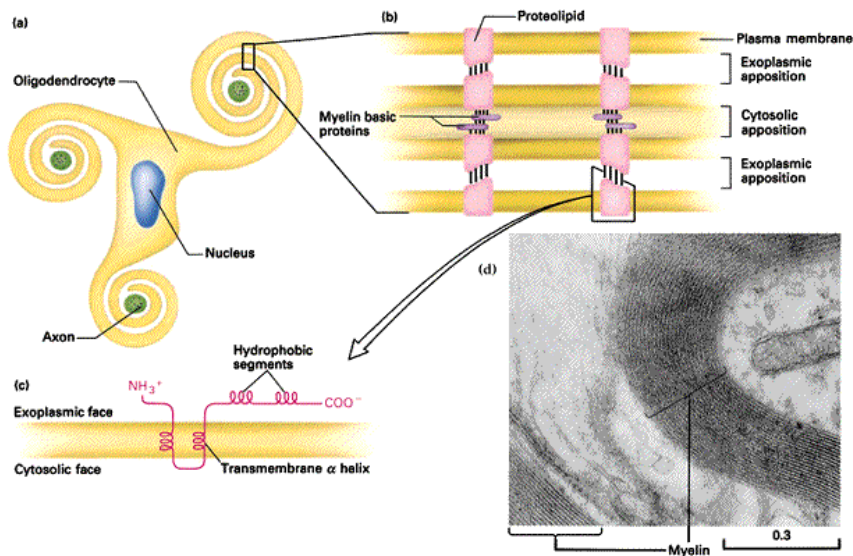 (a)
Oligodendrocyte
Nucleus
Axon
(b)
Proteolipid
Plasma membrane
Exoplasmic
apposition
Myelin basic
proteins
Cytosolic
apposition
Exoplasmic
apposition
(c)
Hydrophobic
segments
NH₃⁺
COO⁻
Exoplasmic face
Cytosolic face
Transmembrane α helix
(d)
Myelin
0.3